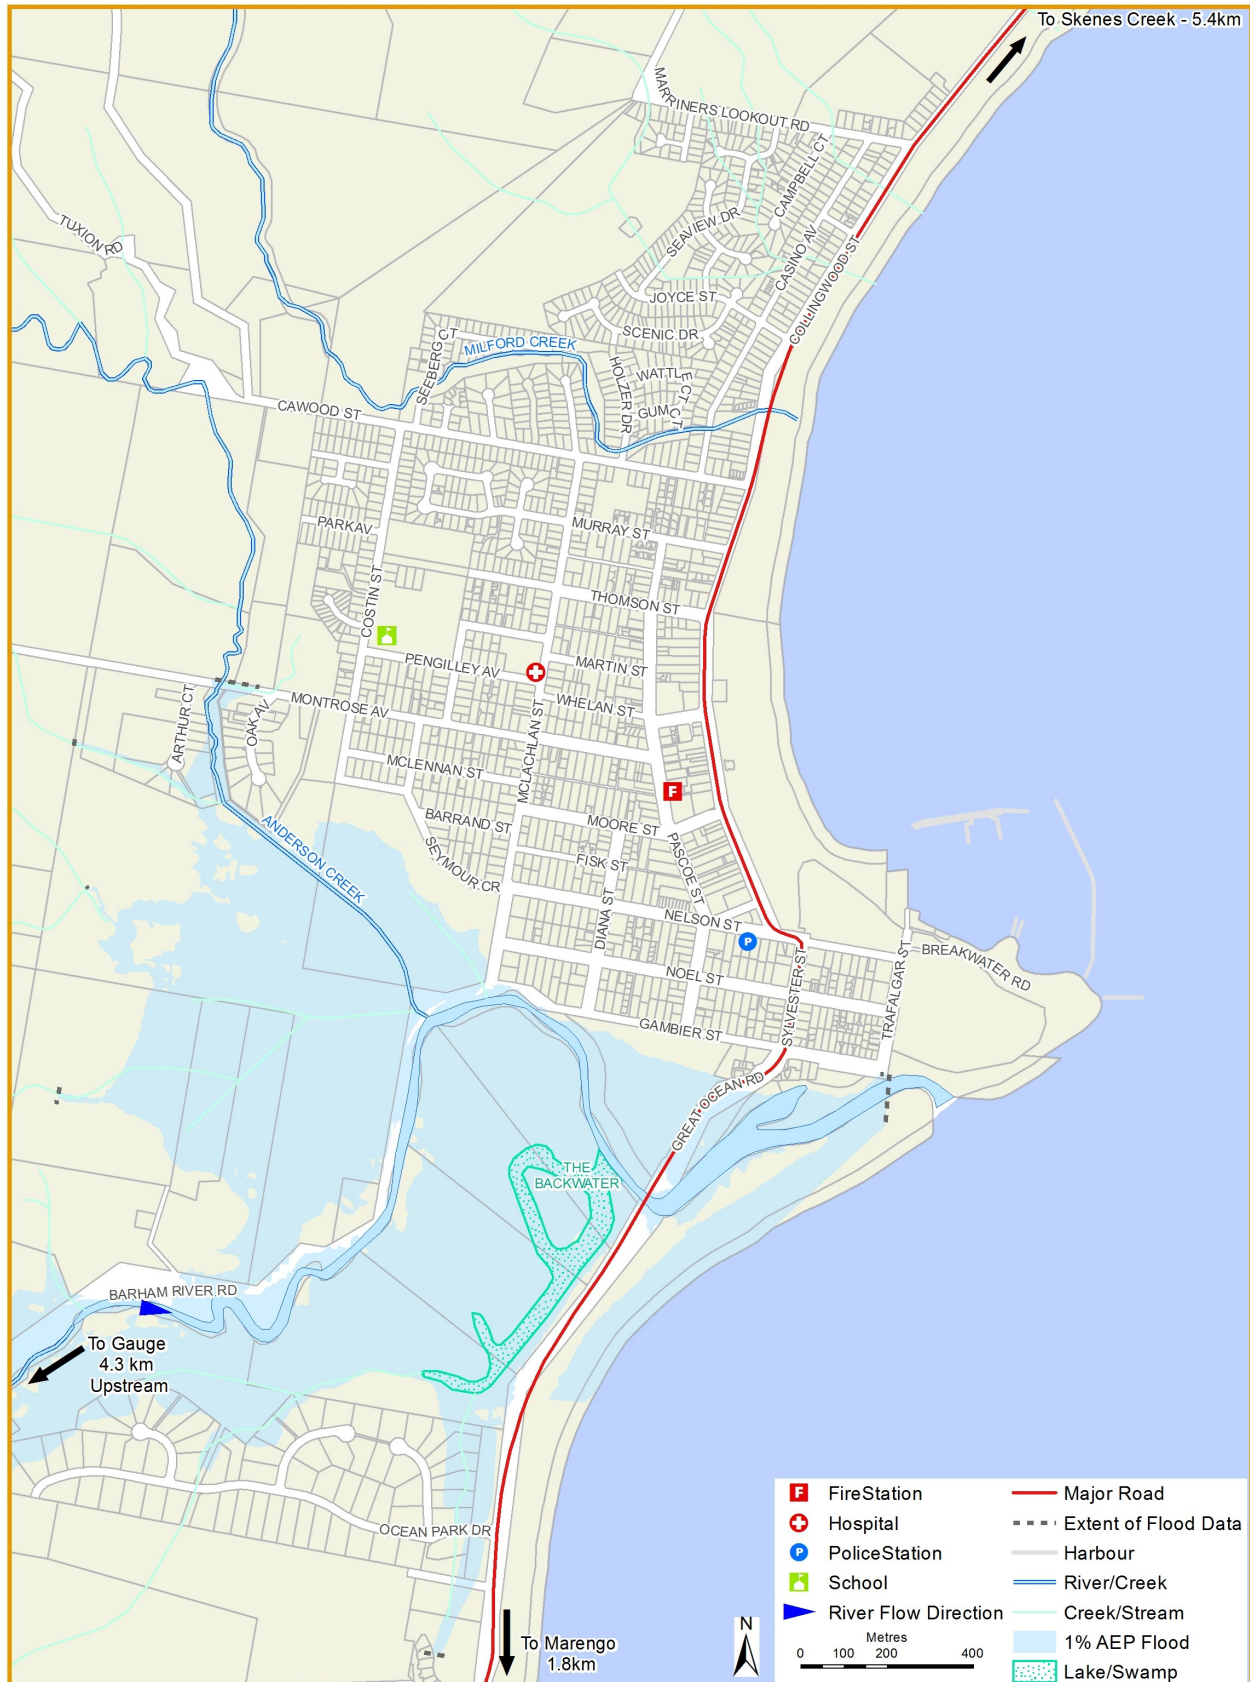 To Skenes Creek - 5.4km
MARRINERS LOOKOUT RD
CAMPBELL CT
SEAVIEW DR
TUXION RD
CASINO AV
COLLINGWOOD ST
JOYCE ST
SCENIC DR
SEEBERG CT
MILFORD CREEK
HOLZER DR
WATTLE CT
GUM CT
CAWOOD ST
PARK AV
MURRAY ST
COSTIN ST
THOMSON ST
PENGILLEY AV
MARTIN ST
WHELAN ST
ARTHUR CT
OAK AV
MONTROSE AV
MCLACHLAN ST
MCLENNAN ST
F
BARRAND ST
MOORE ST
SEYMOUR CR
FISK ST
PASCOE ST
ANDERSON CREEK
DIANA ST
NELSON ST
P
NOEL ST
SYLVESTER ST
TRAFALGAR ST
BREAKWATER RD
GAMBIER ST
GREAT OCEAN RD
THE
BACKWATER
BARHAM RIVER RD
To Gauge
4.3 km
Upstream
OCEAN PARK DR
To Marengo
1.8km
F FireStation
Hospital
P PoliceStation
School
River Flow Direction
Major Road
Extent of Flood Data
Harbour
River/Creek
Creek/Stream
1% AEP Flood
Lake/Swamp
N
Metres
0 100 200 400